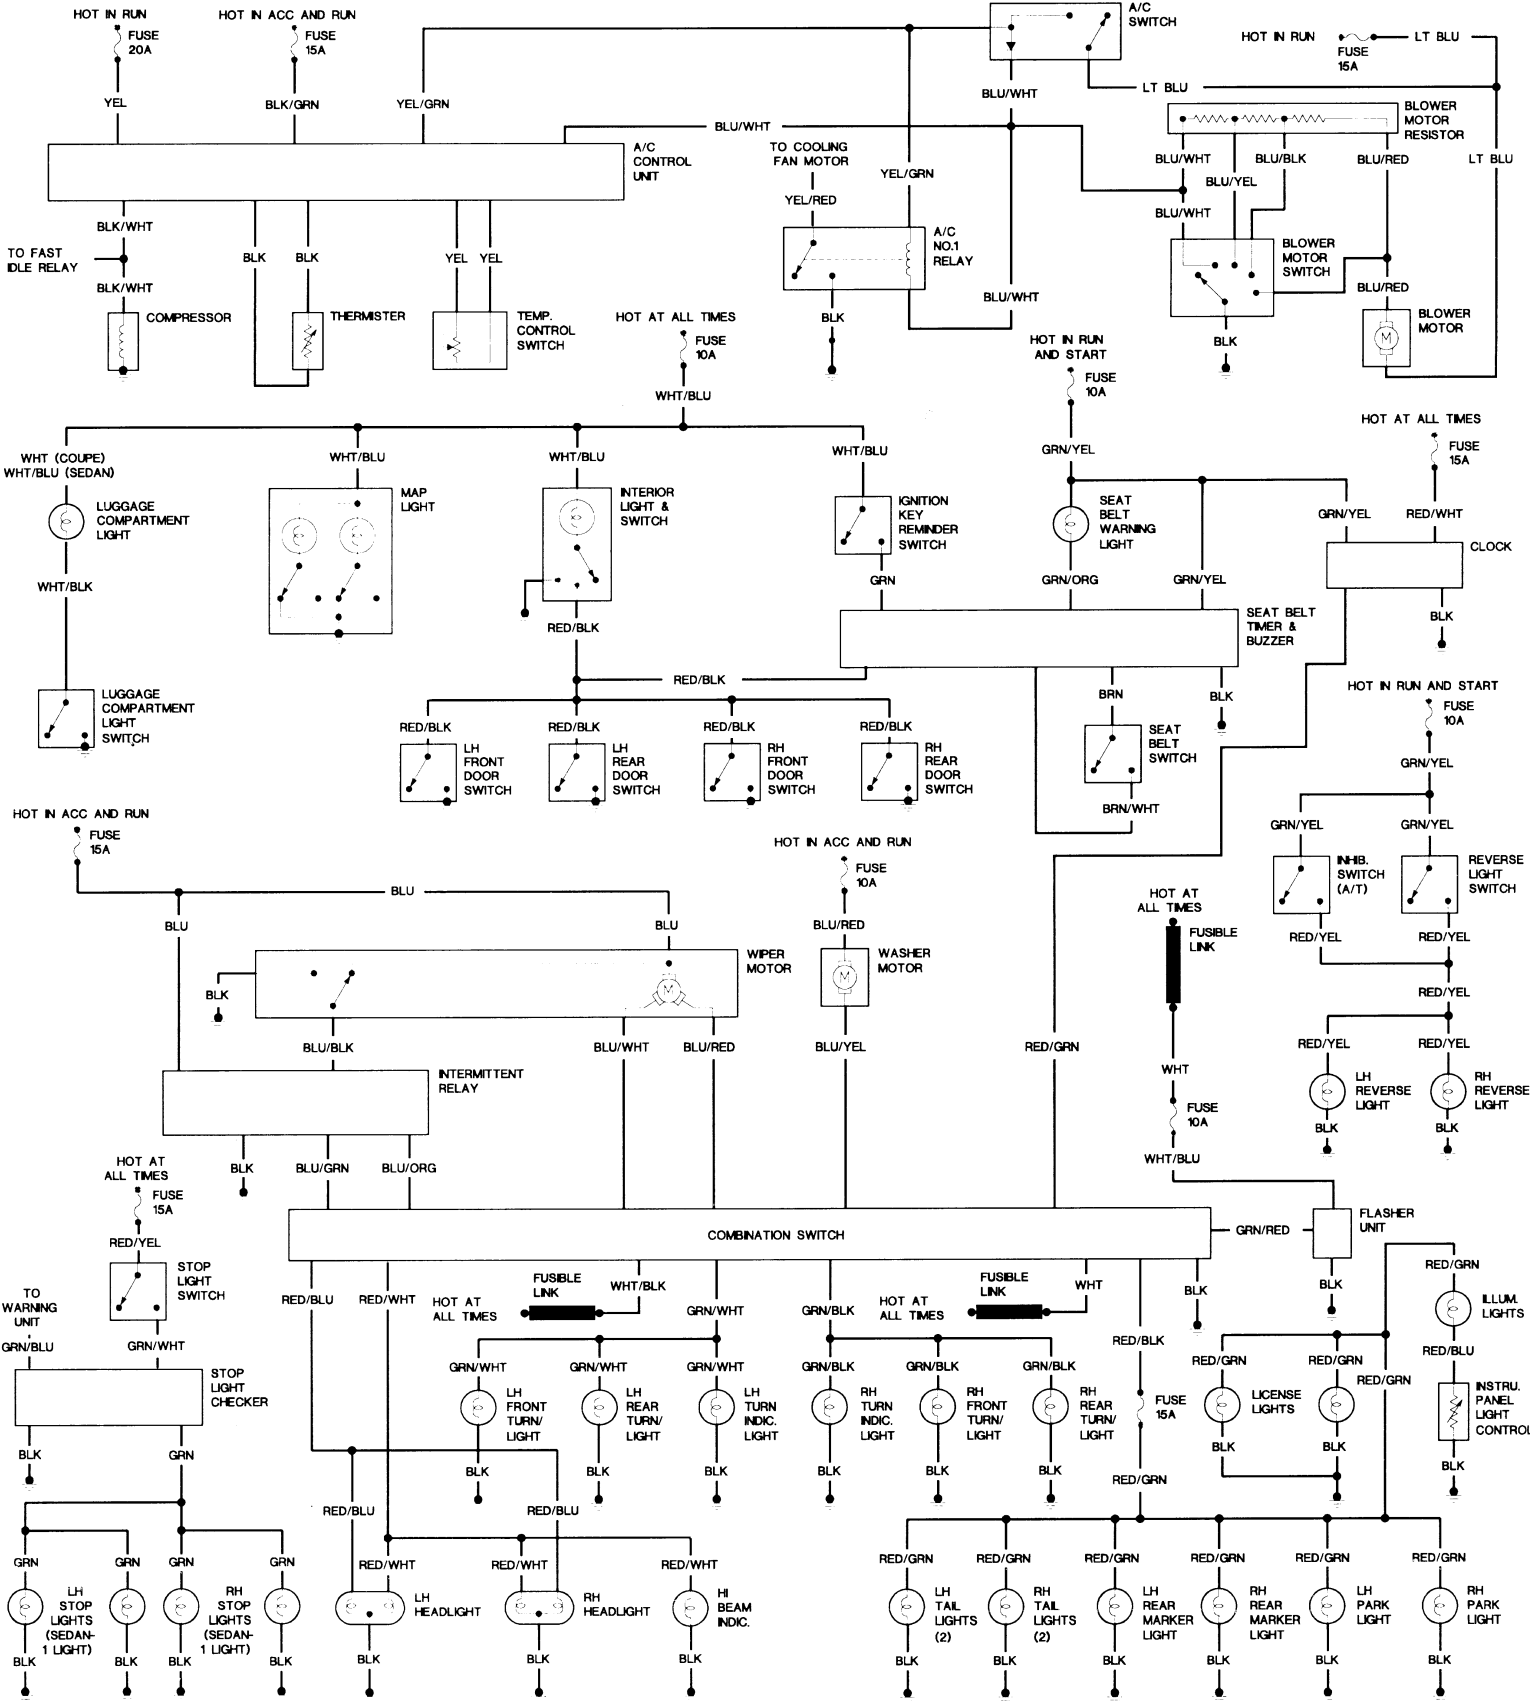 HOT IN RUN
FUSE
20A
YEL
HOT IN ACC AND RUN
FUSE
15A
BLK/GRN
YEL/GRN
A/C
SWITCH
BLU/WHT
LT BLU
HOT IN RUN
FUSE
15A
LT BLU
BLOWER
MOTOR
RESISTOR
BLU/WHT
A/C
CONTROL
UNIT
TO COOLING
FAN MOTOR
YEL/RED
YEL/GRN
BLU/WHT
BLU/YEL
BLU/BLK
BLU/RED
LT BLU
BLU/WHT
BLK/WHT
TO FAST
IDLE RELAY
BLK/WHT
BLK
BLK
YEL
YEL
A/C
NO.1
RELAY
BLOWER
MOTOR
SWITCH
BLU/WHT
BLU/RED
COMPRESSOR
THERMISTER
TEMP.
CONTROL
SWITCH
BLK
BLK
BLOWER
MOTOR
HOT AT ALL TIMES
FUSE
10A
WHT/BLU
HOT IN RUN
AND START
FUSE
10A
GRN/YEL
HOT AT ALL TIMES
FUSE
15A
WHT (COUPE)
WHT/BLU (SEDAN)
WHT/BLU
WHT/BLU
WHT/BLU
LUGGAGE
COMPARTMENT
LIGHT
MAP
LIGHT
INTERIOR
LIGHT &
SWITCH
IGNITION
KEY
REMINDER
SWITCH
SEAT
BELT
WARNING
LIGHT
GRN/YEL
RED/WHT
CLOCK
WHT/BLK
GRN
GRN/ORG
GRN/YEL
BLK
RED/BLK
SEAT BELT
TIMER &
BUZZER
RED/BLK
BRN
BLK
LUGGAGE
COMPARTMENT
LIGHT
SWITCH
RED/BLK
RED/BLK
RED/BLK
RED/BLK
LH
FRONT
DOOR
SWITCH
LH
REAR
DOOR
SWITCH
RH
FRONT
DOOR
SWITCH
RH
REAR
DOOR
SWITCH
SEAT
BELT
SWITCH
BRN/WHT
HOT IN RUN AND START
FUSE
10A
GRN/YEL
GRN/YEL
GRN/YEL
INHIB.
SWITCH
(A/T)
REVERSE
LIGHT
SWITCH
RED/YEL
RED/YEL
RED/YEL
RED/YEL
RED/YEL
LH
REVERSE
LIGHT
RH
REVERSE
LIGHT
BLK
BLK
HOT IN ACC AND RUN
FUSE
15A
BLU
BLU
BLU
HOT IN ACC AND RUN
FUSE
10A
BLU/RED
HOT AT
ALL TIMES
FUSIBLE
LINK
WIPER
MOTOR
M
WASHER
MOTOR
M
M
BLK
BLU/BLK
BLU/WHT
BLU/RED
BLU/YEL
RED/GRN
WHT
FUSE
10A
WHT/BLU
INTERMITTENT
RELAY
BLK
BLU/GRN
BLU/ORG
HOT AT
ALL TIMES
FUSE
15A
RED/YEL
STOP
LIGHT
SWITCH
COMBINATION SWITCH
GRN/RED
FLASHER
UNIT
BLK
TO
WARNING
UNIT
GRN/BLU
GRN/WHT
STOP
LIGHT
CHECKER
BLK
GRN
RED/BLU
RED/WHT
HOT AT
ALL TIMES
FUSIBLE
LINK
WHT/BLK
GRN/WHT
GRN/BLK
HOT AT
ALL TIMES
FUSIBLE
LINK
WHT
RED/BLK
BLK
RED/GRN
ILLUM.
LIGHTS
RED/BLU
INSTRU.
PANEL
LIGHT
CONTROL
BLK
GRN/WHT
GRN/WHT
GRN/WHT
GRN/BLK
GRN/BLK
GRN/BLK
LH
FRONT
TURN/
LIGHT
LH
REAR
TURN/
LIGHT
LH
TURN
INDIC.
LIGHT
RH
TURN
INDIC.
LIGHT
RH
FRONT
TURN/
LIGHT
RH
REAR
TURN/
LIGHT
FUSE
15A
RED/GRN
RED/GRN
RED/GRN
RED/GRN
LICENSE
LIGHTS
BLK
BLK
BLK
BLK
BLK
BLK
BLK
BLK
RED/BLU
RED/BLU
GRN
GRN
GRN
GRN
RED/WHT
RED/WHT
RED/WHT
RED/GRN
RED/GRN
RED/GRN
RED/GRN
RED/GRN
RED/GRN
LH
STOP
LIGHTS
(SEDAN-
1 LIGHT)
RH
STOP
LIGHTS
(SEDAN-
1 LIGHT)
LH
HEADLIGHT
RH
HEADLIGHT
HI
BEAM
INDIC.
LH
TAIL
LIGHTS
(2)
RH
TAIL
LIGHTS
(2)
LH
REAR
MARKER
LIGHT
RH
REAR
MARKER
LIGHT
LH
PARK
LIGHT
RH
PARK
LIGHT
BLK
BLK
BLK
BLK
BLK
BLK
BLK
BLK
BLK
BLK
BLK
BLK
BLK